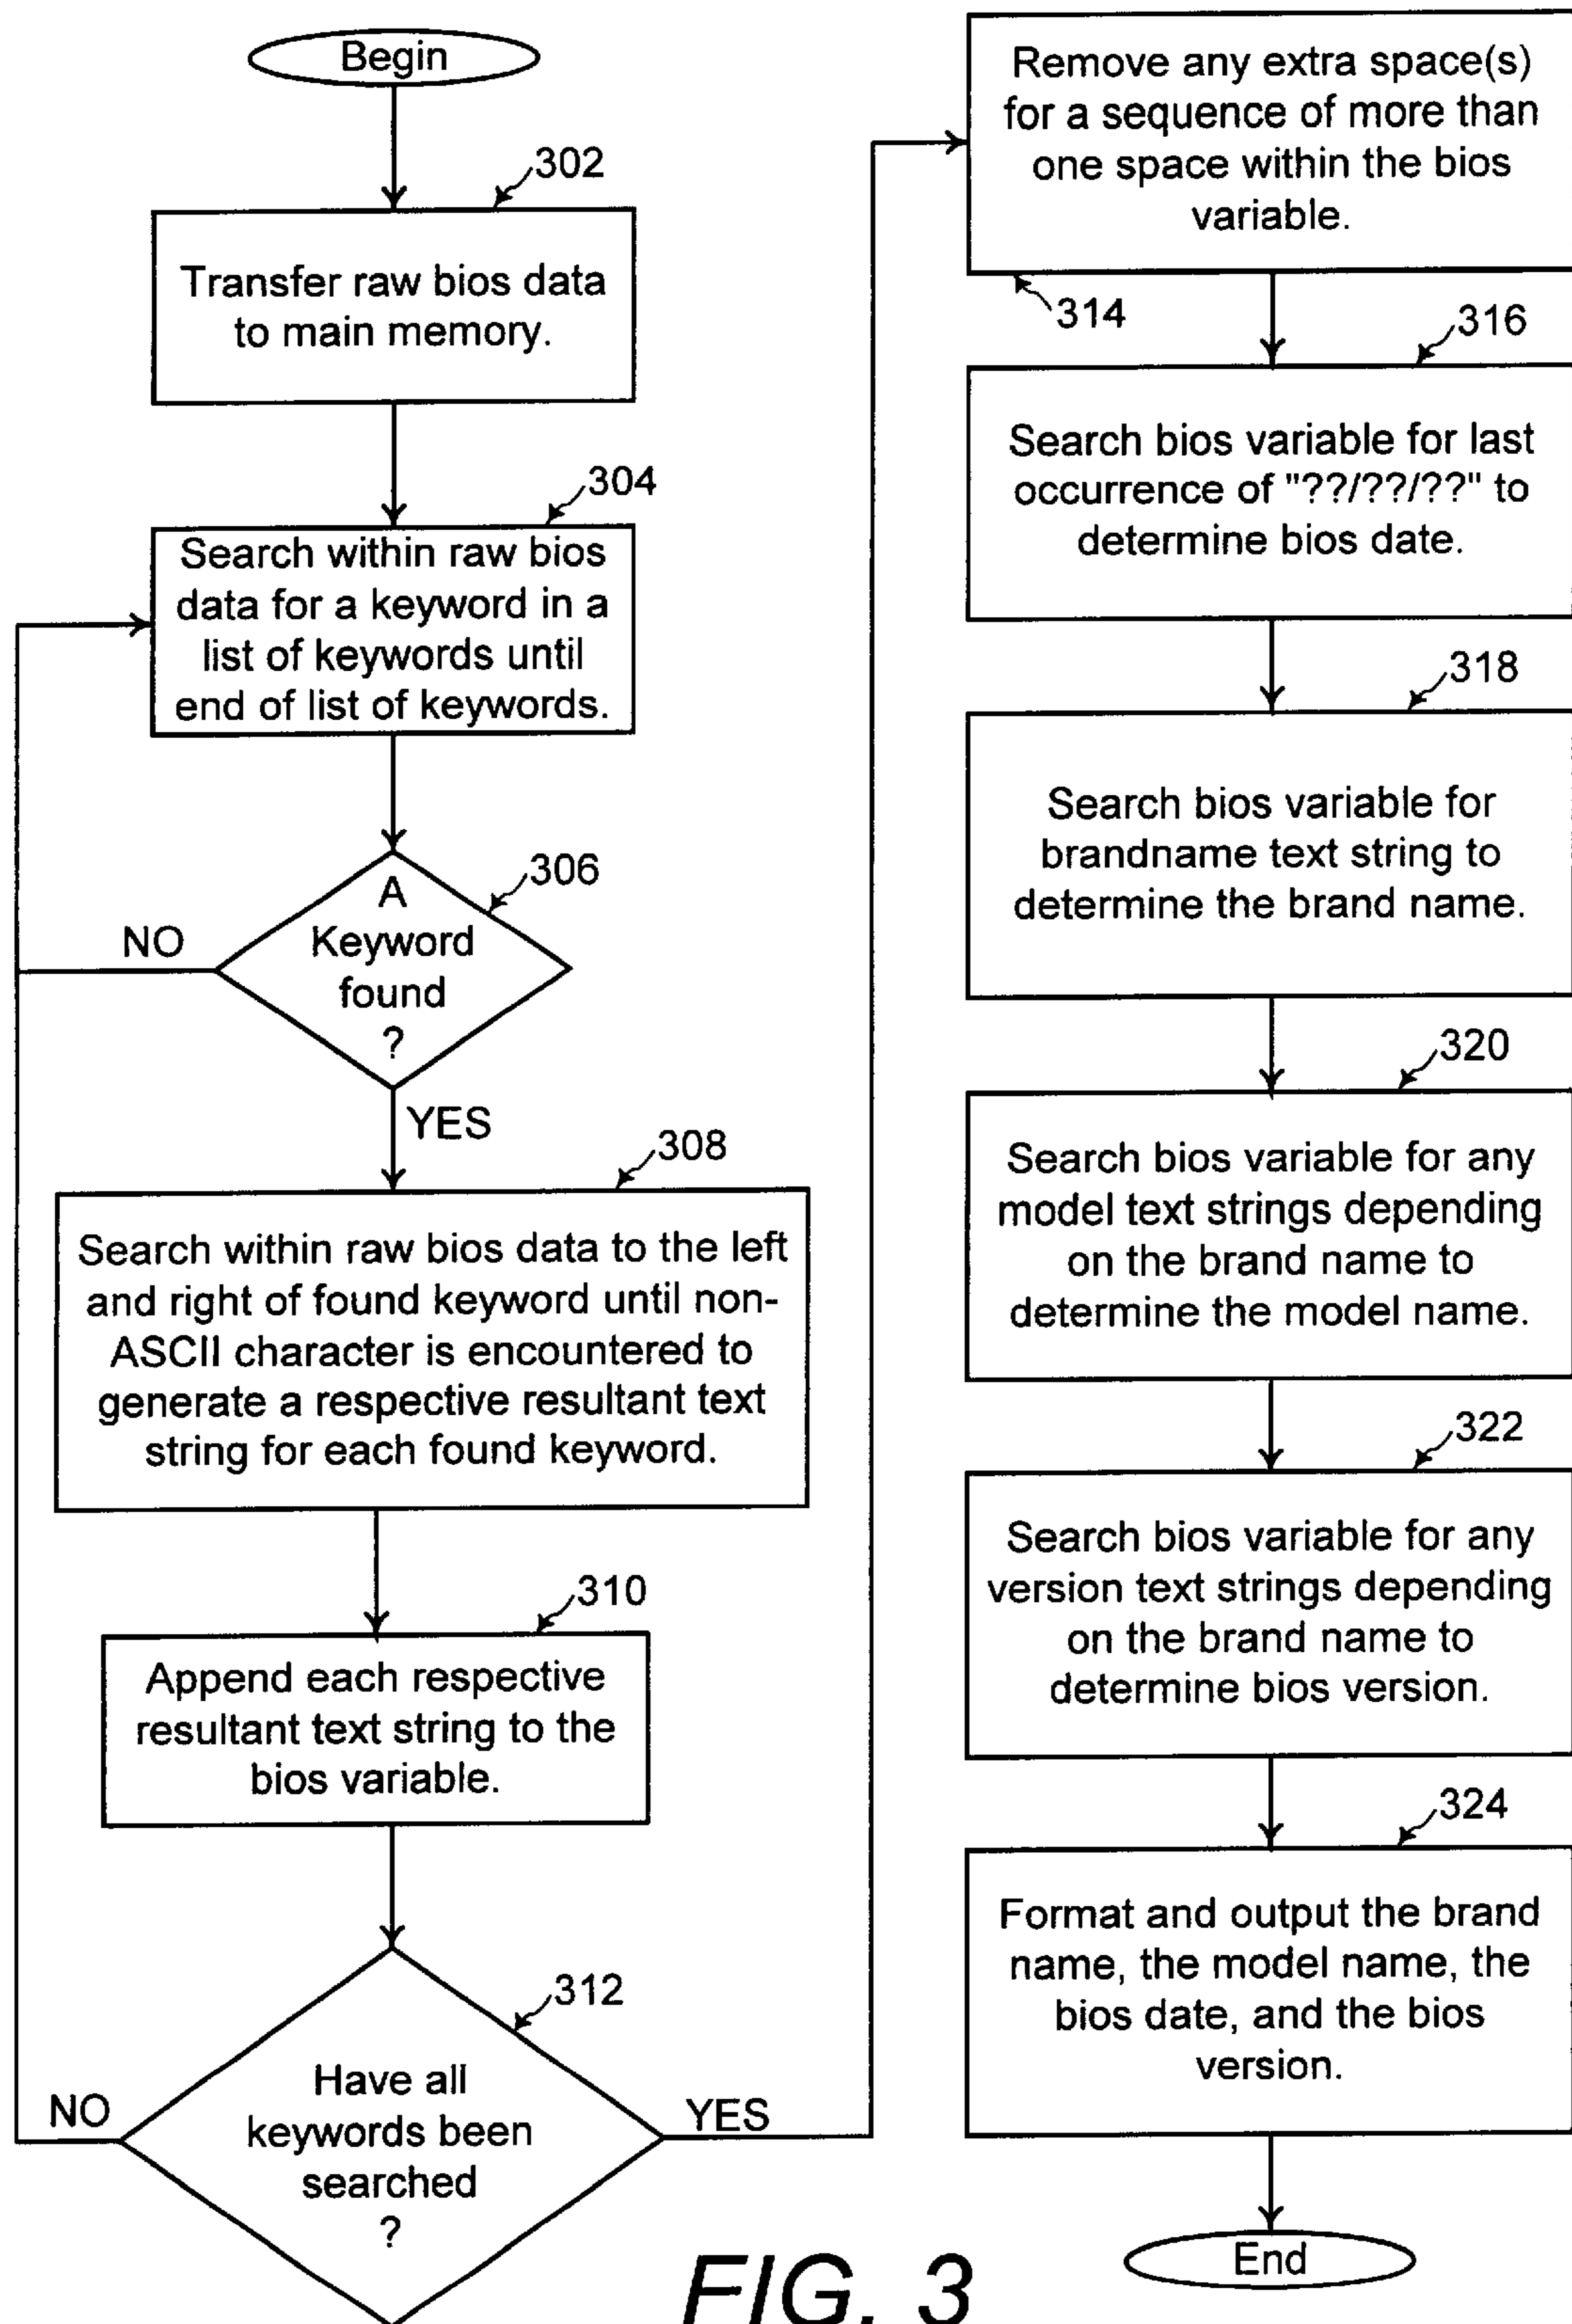 Begin
302
Transfer raw bios data
to main memory.
304
Search within raw bios
data for a keyword in a
list of keywords until
end of list of keywords.
306
A
Keyword
found
?
NO
YES
308
Search within raw bios data to the left
and right of found keyword until non-
ASCII character is encountered to
generate a respective resultant text
string for each found keyword.
310
Append each respective
resultant text string to the
bios variable.
312
Have all
keywords been
searched
?
NO
YES
Remove any extra space(s)
for a sequence of more than
one space within the bios
variable.
314
316
Search bios variable for last
occurrence of "??/??/??" to
determine bios date.
318
Search bios variable for
brandname text string to
determine the brand name.
320
Search bios variable for any
model text strings depending
on the brand name to
determine the model name.
322
Search bios variable for any
version text strings depending
on the brand name to
determine bios version.
324
Format and output the brand
name, the model name, the
bios date, and the bios
version.
End
FIG. 3